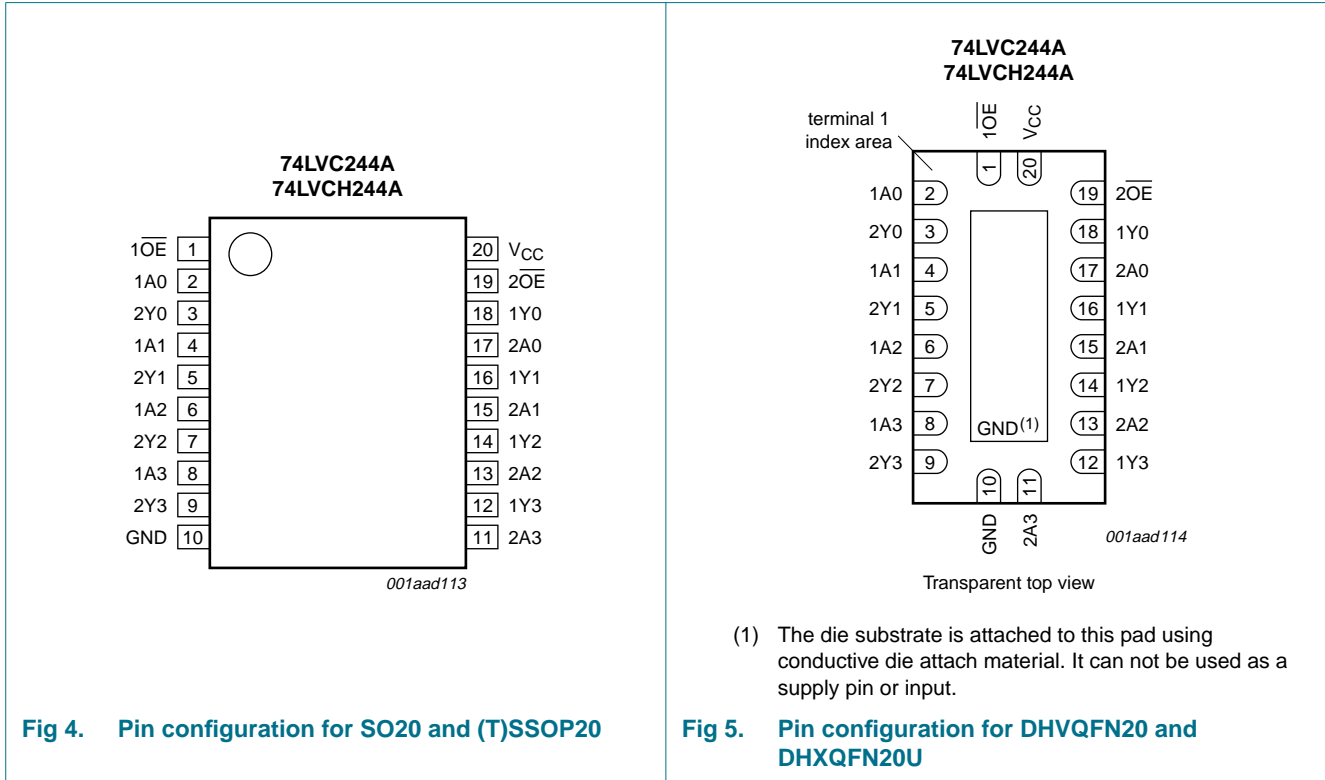 74LVC244A
74LVCH244A
1O̅E̅ 1
20 VCC
1A0 2
19 2O̅E̅
2Y0 3
18 1Y0
1A1 4
17 2A0
2Y1 5
16 1Y1
1A2 6
15 2A1
2Y2 7
14 1Y2
1A3 8
13 2A2
2Y3 9
12 1Y3
GND 10
11 2A3
001aad113
Fig 4. Pin configuration for SO20 and (T)SSOP20
74LVC244A
74LVCH244A
terminal 1
index area
1O̅E̅
VCC
1
20
1A0 2
19 2O̅E̅
2Y0 3
18 1Y0
1A1 4
17 2A0
2Y1 5
16 1Y1
1A2 6
15 2A1
2Y2 7
14 1Y2
1A3 8
GND(1)
13 2A2
2Y3 9
12 1Y3
10
11
GND
2A3
001aad114
Transparent top view
(1) The die substrate is attached to this pad using
conductive die attach material. It can not be used as a
supply pin or input.
Fig 5. Pin configuration for DHVQFN20 and
DHXQFN20U